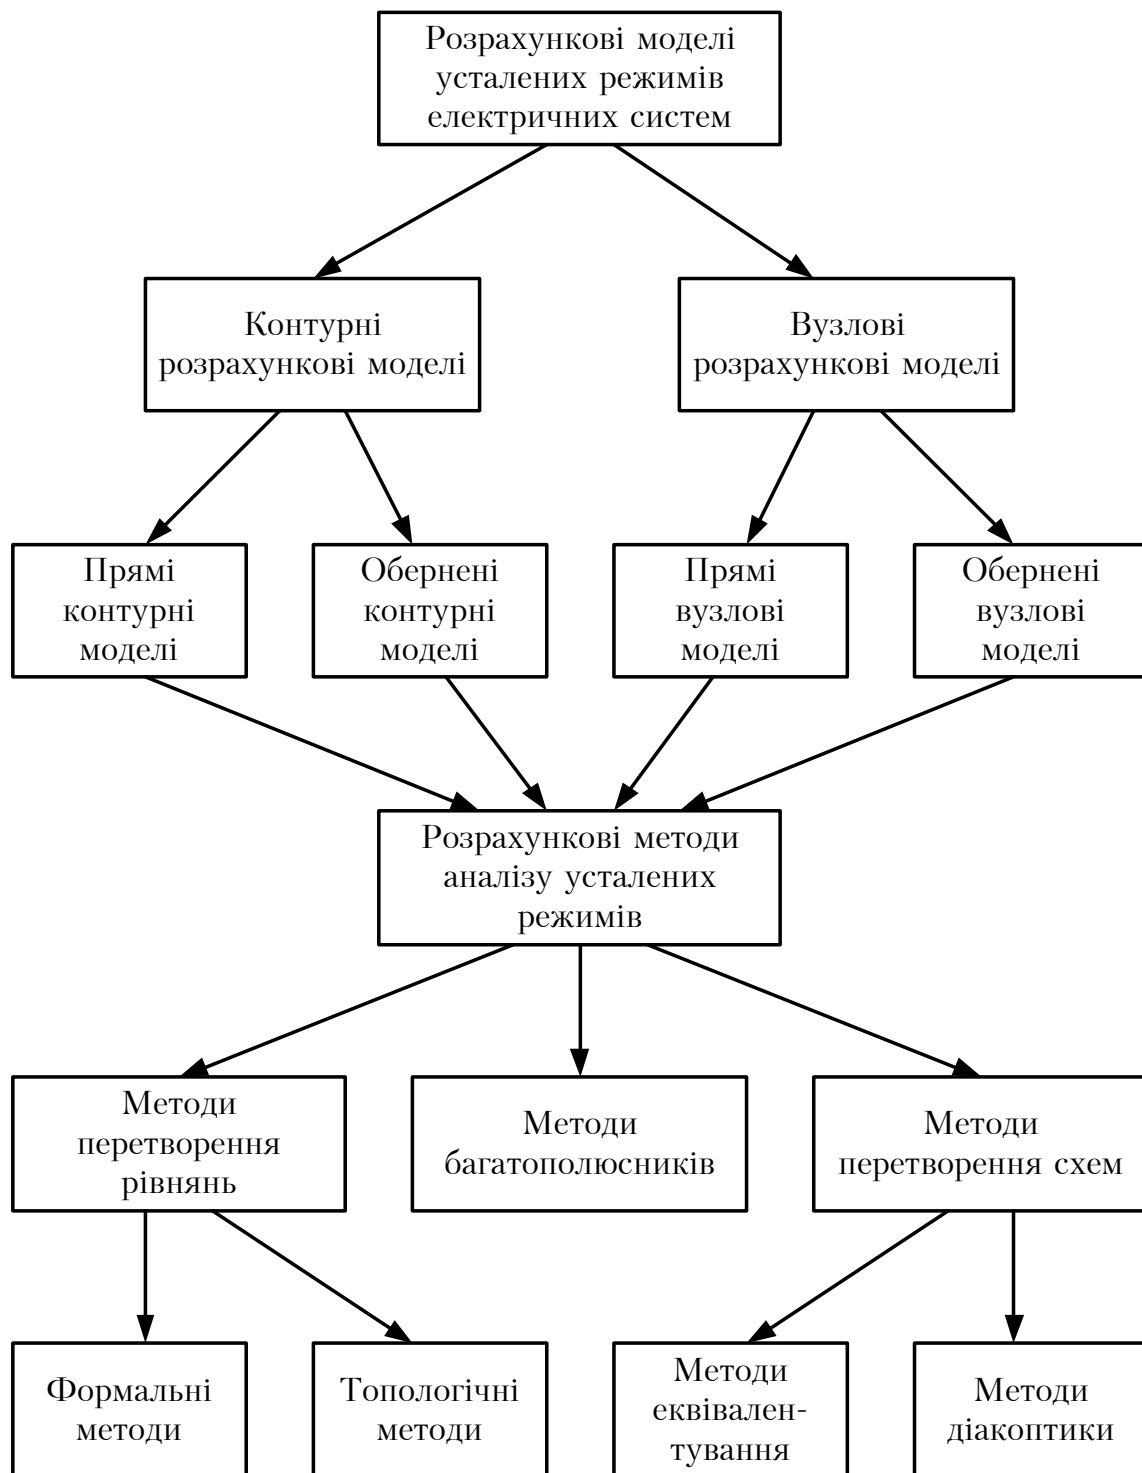 Розрахункові моделі
усталених режимів
електричних систем
Контурні
розрахункові моделі
Вузлові
розрахункові моделі
Прямі
контурні
моделі
Обернені
контурні
моделі
Прямі
вузлові
моделі
Обернені
вузлові
моделі
Розрахункові методи
аналізу усталених
режимів
Методи
перетворення
рівнянь
Методи
багатополюсників
Методи
перетворення схем
Формальні
методи
Топологічні
методи
Методи
еквівален-
тування
Методи
діакоптики